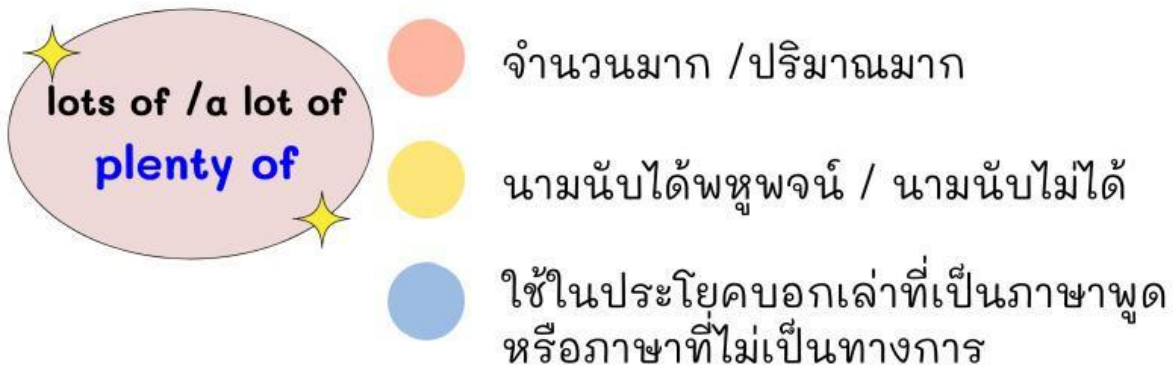 lots of /a lot of
plenty of
จำนวนมาก /ปริมาณมาก
นามนับได้พหูพจน์ / นามนับไม่ได้
ใช้ในประโยคบอกเล่าที่เป็นภาษาพูด
หรือภาษาที่ไม่เป็นทางการ